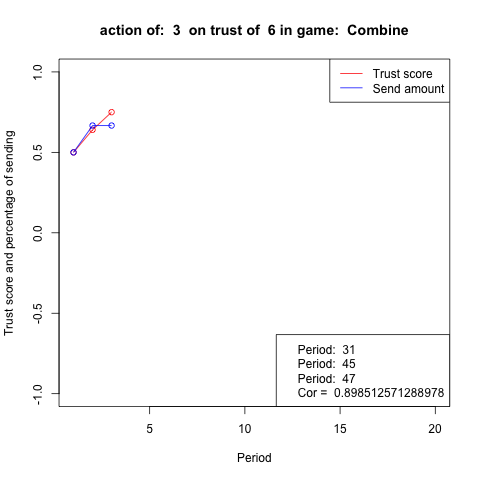 action of:  3  on trust of  6 in game:  Combine
Trust score
Send amount
Trust score and percentage of sending
1.0
0.5
0.0
-0.5
-1.0
Period:  31
Period:  45
Period:  47
Cor =  0.898512571288978
5
10
15
20
Period